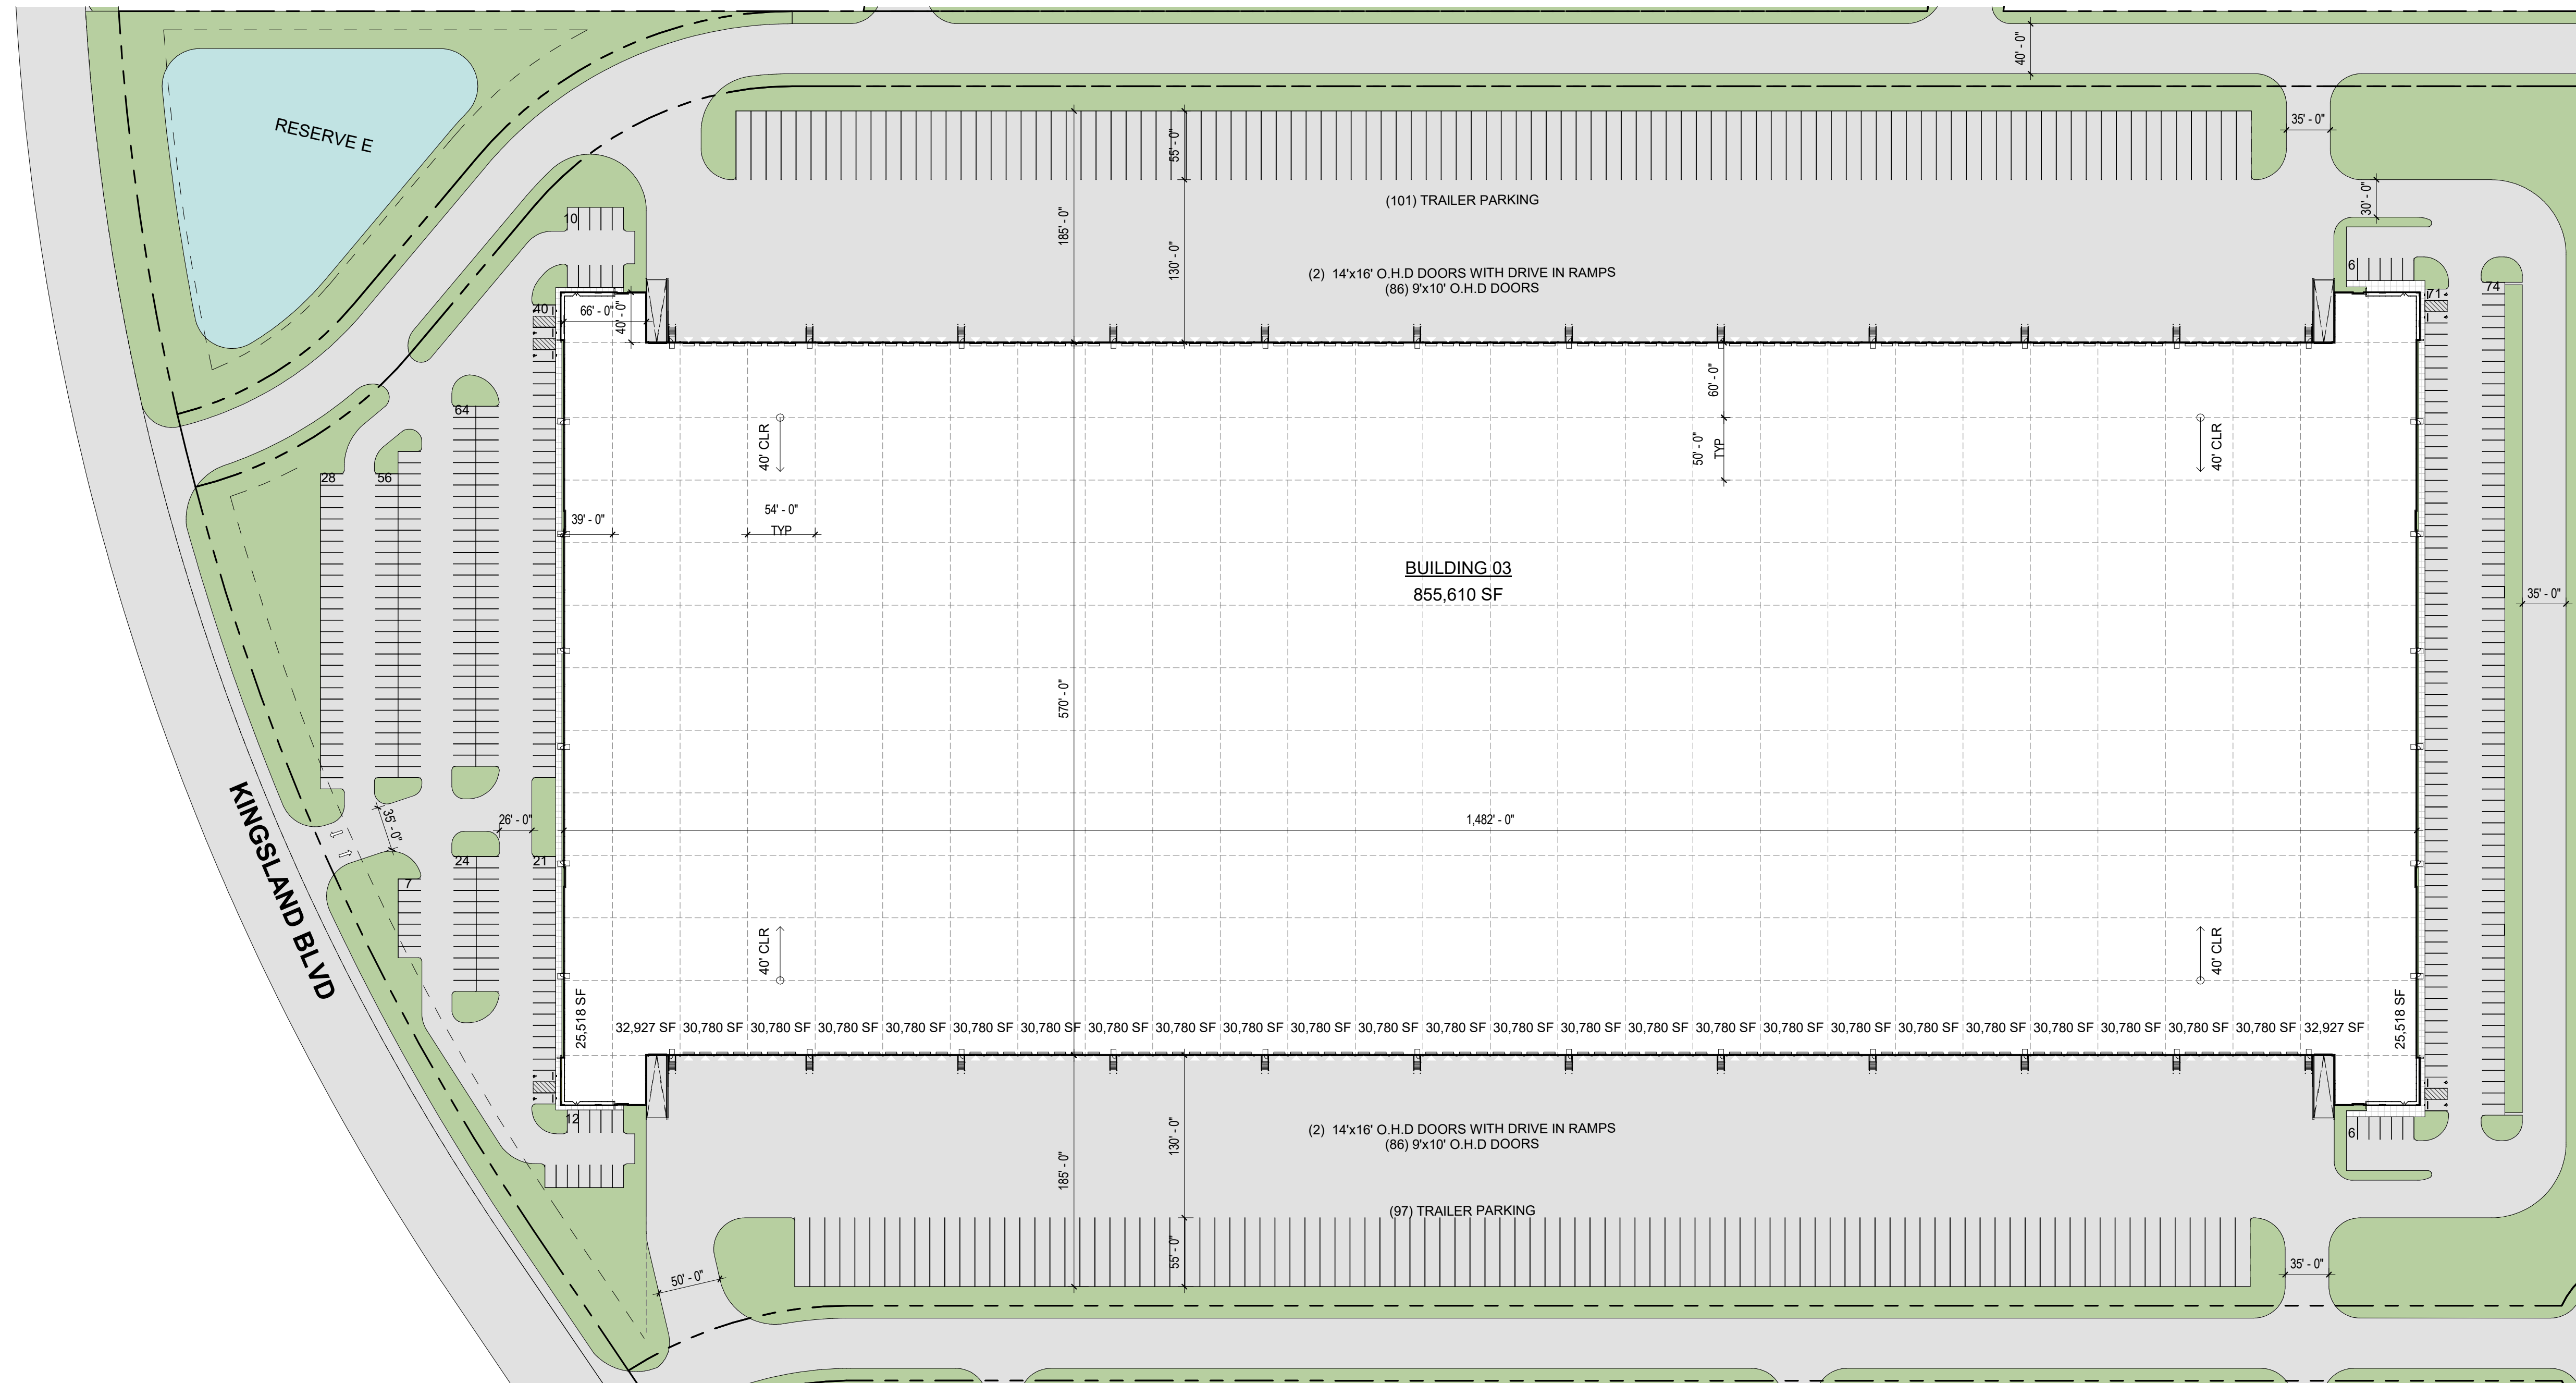 40' - 0"
RESERVE E
35' - 0"
55' - 0"
(101) TRAILER PARKING
30' - 0"
10
185' - 0"
130' - 0"
(2) 14'x16' O.H.D DOORS WITH DRIVE IN RAMPS
(86) 9'x10' O.H.D DOORS
6
74
71
40
66' - 0"
40' - 0"
60' - 0"
64
40' CLR
50' - 0"
TYP
40' CLR
28
56
39' - 0"
54' - 0"
TYP
BUILDING 03
855,610 SF
35' - 0"
570' - 0"
KINGSLAND BLVD
35' - 0"
26' - 0"
1,482' - 0"
24
21
7
40' CLR
40' CLR
25,518 SF
32,927 SF 30,780 SF 30,780 SF 30,780 SF 30,780 SF 30,780 SF 30,780 SF 30,780 SF 30,780 SF 30,780 SF 30,780 SF 30,780 SF 30,780 SF 30,780 SF 30,780 SF 30,780 SF 30,780 SF 30,780 SF 30,780 SF 30,780 SF 30,780 SF 30,780 SF 30,780 SF 30,780 SF 30,780 SF 32,927 SF
25,518 SF
12
(2) 14'x16' O.H.D DOORS WITH DRIVE IN RAMPS
(86) 9'x10' O.H.D DOORS
6
130' - 0"
185' - 0"
(97) TRAILER PARKING
55' - 0"
50' - 0"
35' - 0"